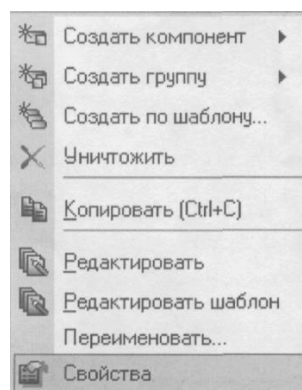 Создать компонент
Создать группу
Создать по шаблону...
Уничтожить
Копировать (Ctrl+C)
Редактировать
Редактировать шаблон
Переименовать...
Свойства